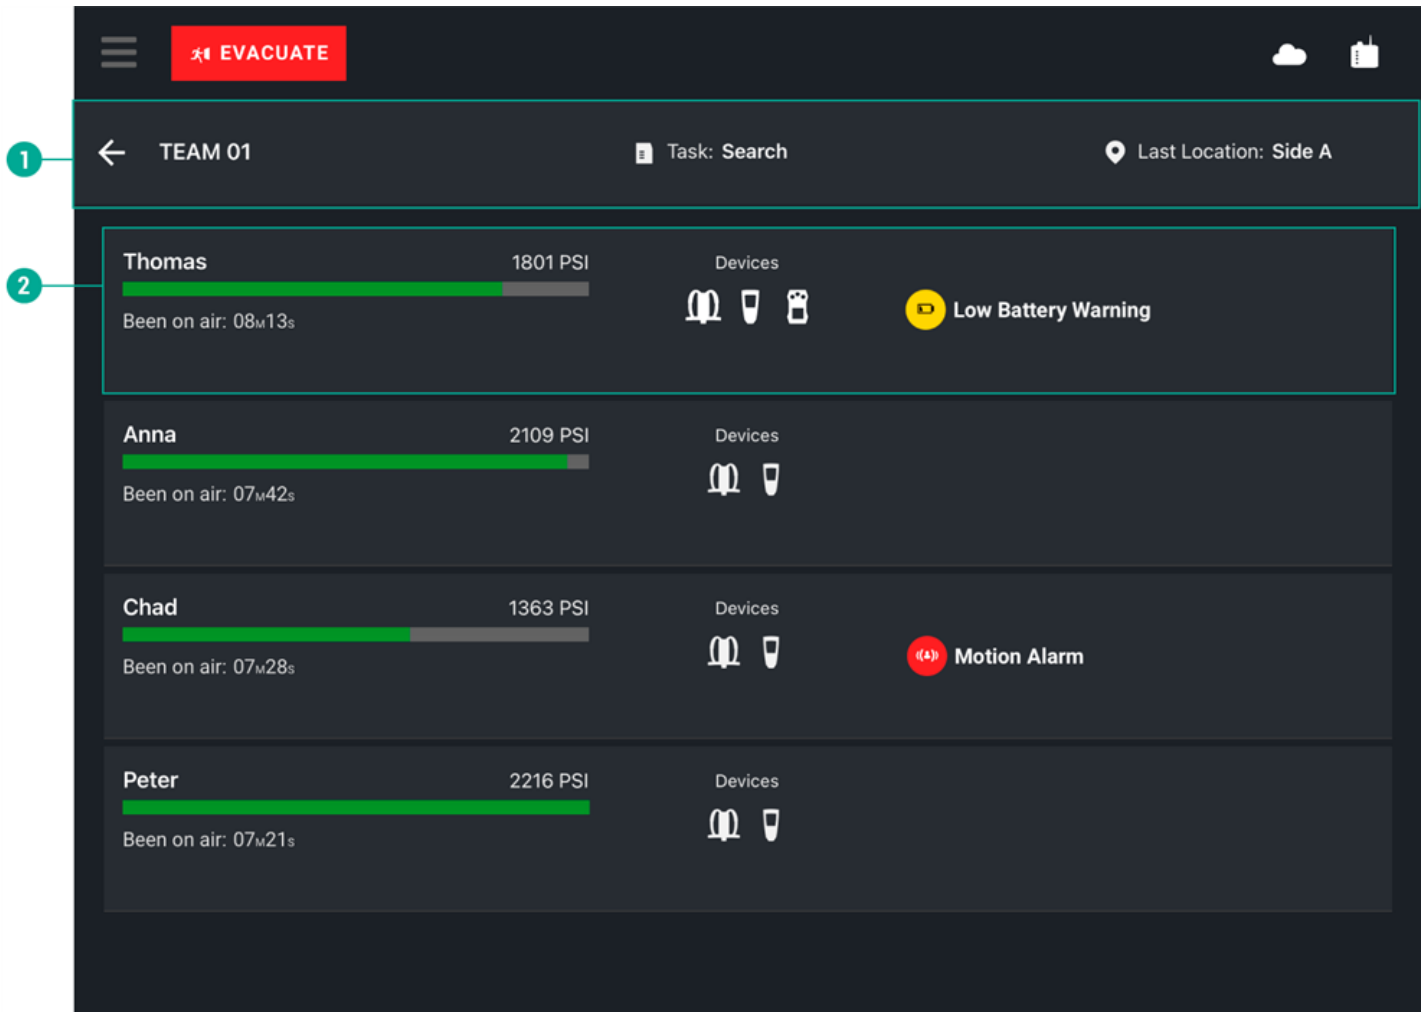 EVACUATE
1
TEAM 01
Task: Search
Last Location: Side A
2
Thomas
1801 PSI
Devices
Been on air: 08M13s
Low Battery Warning
Anna
2109 PSI
Devices
Been on air: 07M42s
Chad
1363 PSI
Devices
Been on air: 07M28s
Motion Alarm
Peter
2216 PSI
Devices
Been on air: 07M21s